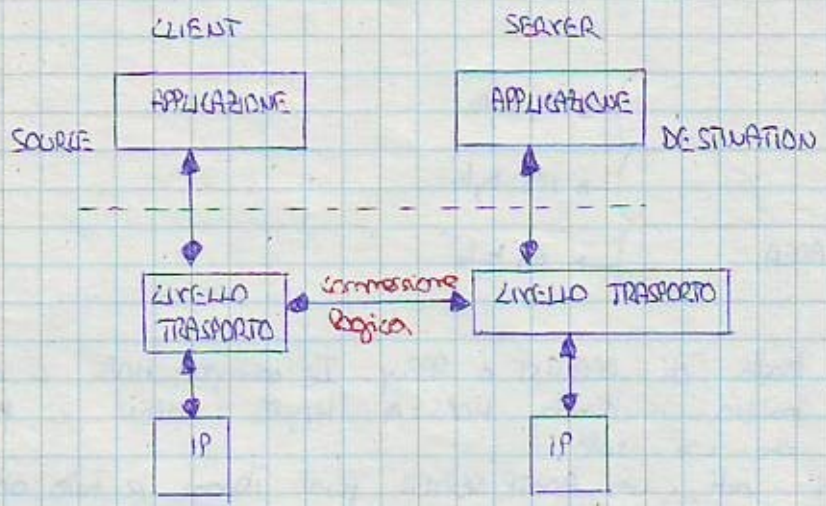 CLIENT
SERVER
APPLICAZIONE
APPLICAZIONE
SOURCE
DESTINATION
LIVELLO
TRASPORTO
connessione
logica
LIVELLO TRASPORTO
IP
IP